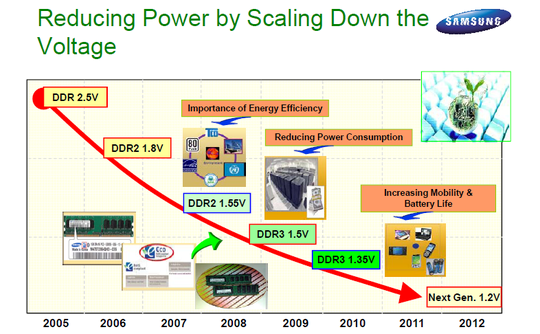 Reducing Power by Scaling Down the
Voltage
SAMSUNG
DDR 2.5V
DDR2 1.8V
Importance of Energy Efficiency
80
Reducing Power Consumption
DDR2 1.55V
Increasing Mobility &
Battery Life
DDR3 1.5V
Eco
DDR3 1.35V
Next Gen. 1.2V
2005 2006 2007 2008 2009 2010 2011 2012